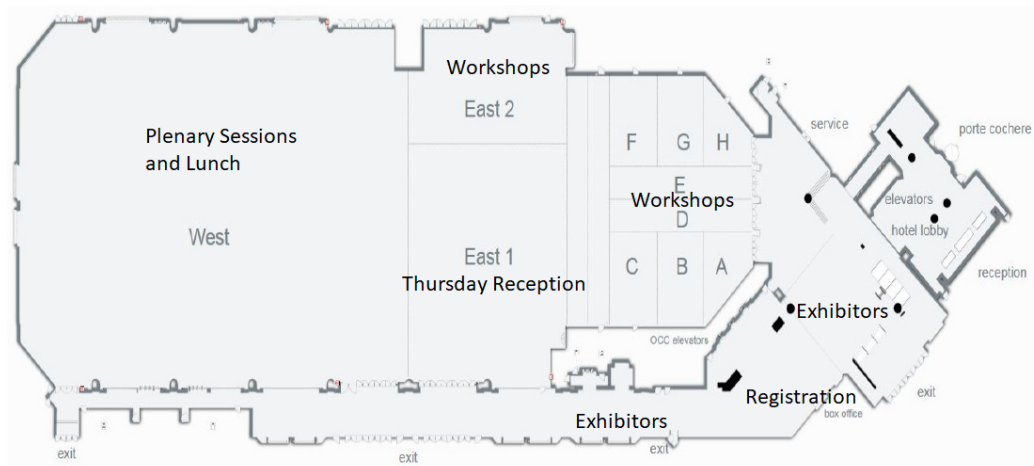 Workshops
East 2
Plenary Sessions
and Lunch
service
porte cochere
F
G
H
E
Workshops
D
elevators
hotel lobby
West
East 1
Thursday Reception
C
B
A
reception
Exhibitors
OCC elevators
Registration
exit
box office
Exhibitors
exit
exit
exit